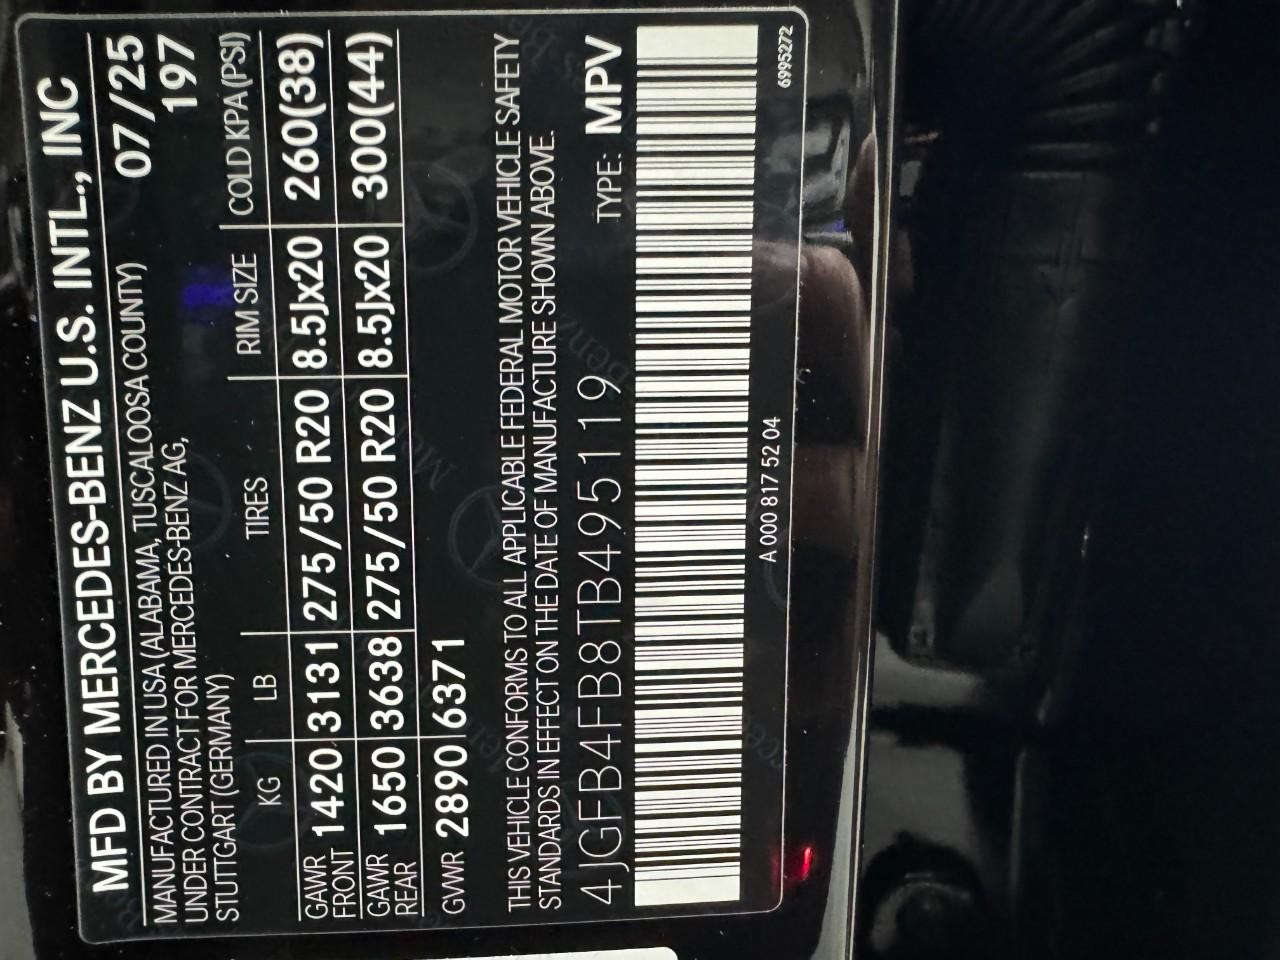 MFD BY MERCEDES-BENZ U.S. INTL., INC
MANUFACTURED IN USA (ALABAMA, TUSCALOOSA COUNTY) 07/25
UNDER CONTRACT FOR MERCEDES-BENZ AG, 197
STUTTGART (GERMANY)
KG LB TIRES RIM SIZE COLD KPA (PSI)
GAWR FRONT 1420 3131 275/50 R20 8.5Jx20 260(38)
GAWR REAR 1650 3638 275/50 R20 8.5Jx20 300(44)
GVWR 2890 6371
THIS VEHICLE CONFORMS TO ALL APPLICABLE FEDERAL MOTOR VEHICLE SAFETY
STANDARDS IN EFFECT ON THE DATE OF MANUFACTURE SHOWN ABOVE.
4JGFB4FB8TB495119 TYPE: MPV
A 000 817 52 04
6995272